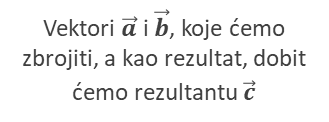 Vektori a⃗ i b⃗, koje ćemo
zbrojiti, a kao rezultat, dobit
ćemo rezultantu c⃗